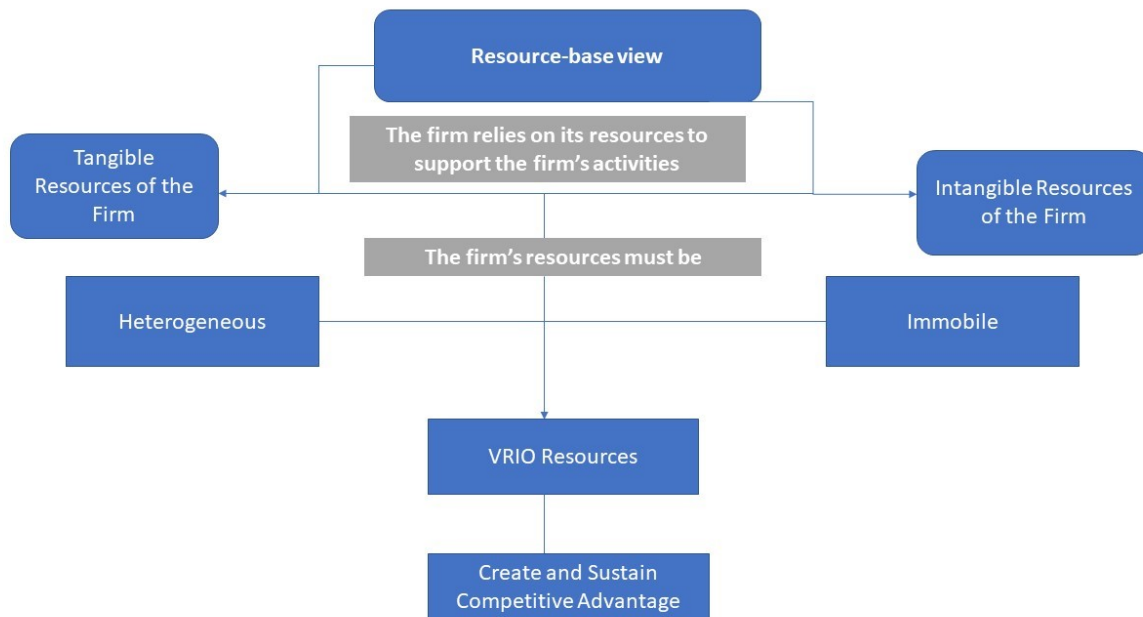 Resource-base view
The firm relies on its resources to
support the firm's activities
Tangible
Resources of the
Firm
Intangible Resources
of the Firm
The firm's resources must be
Heterogeneous
Immobile
VRIO Resources
Create and Sustain
Competitive Advantage